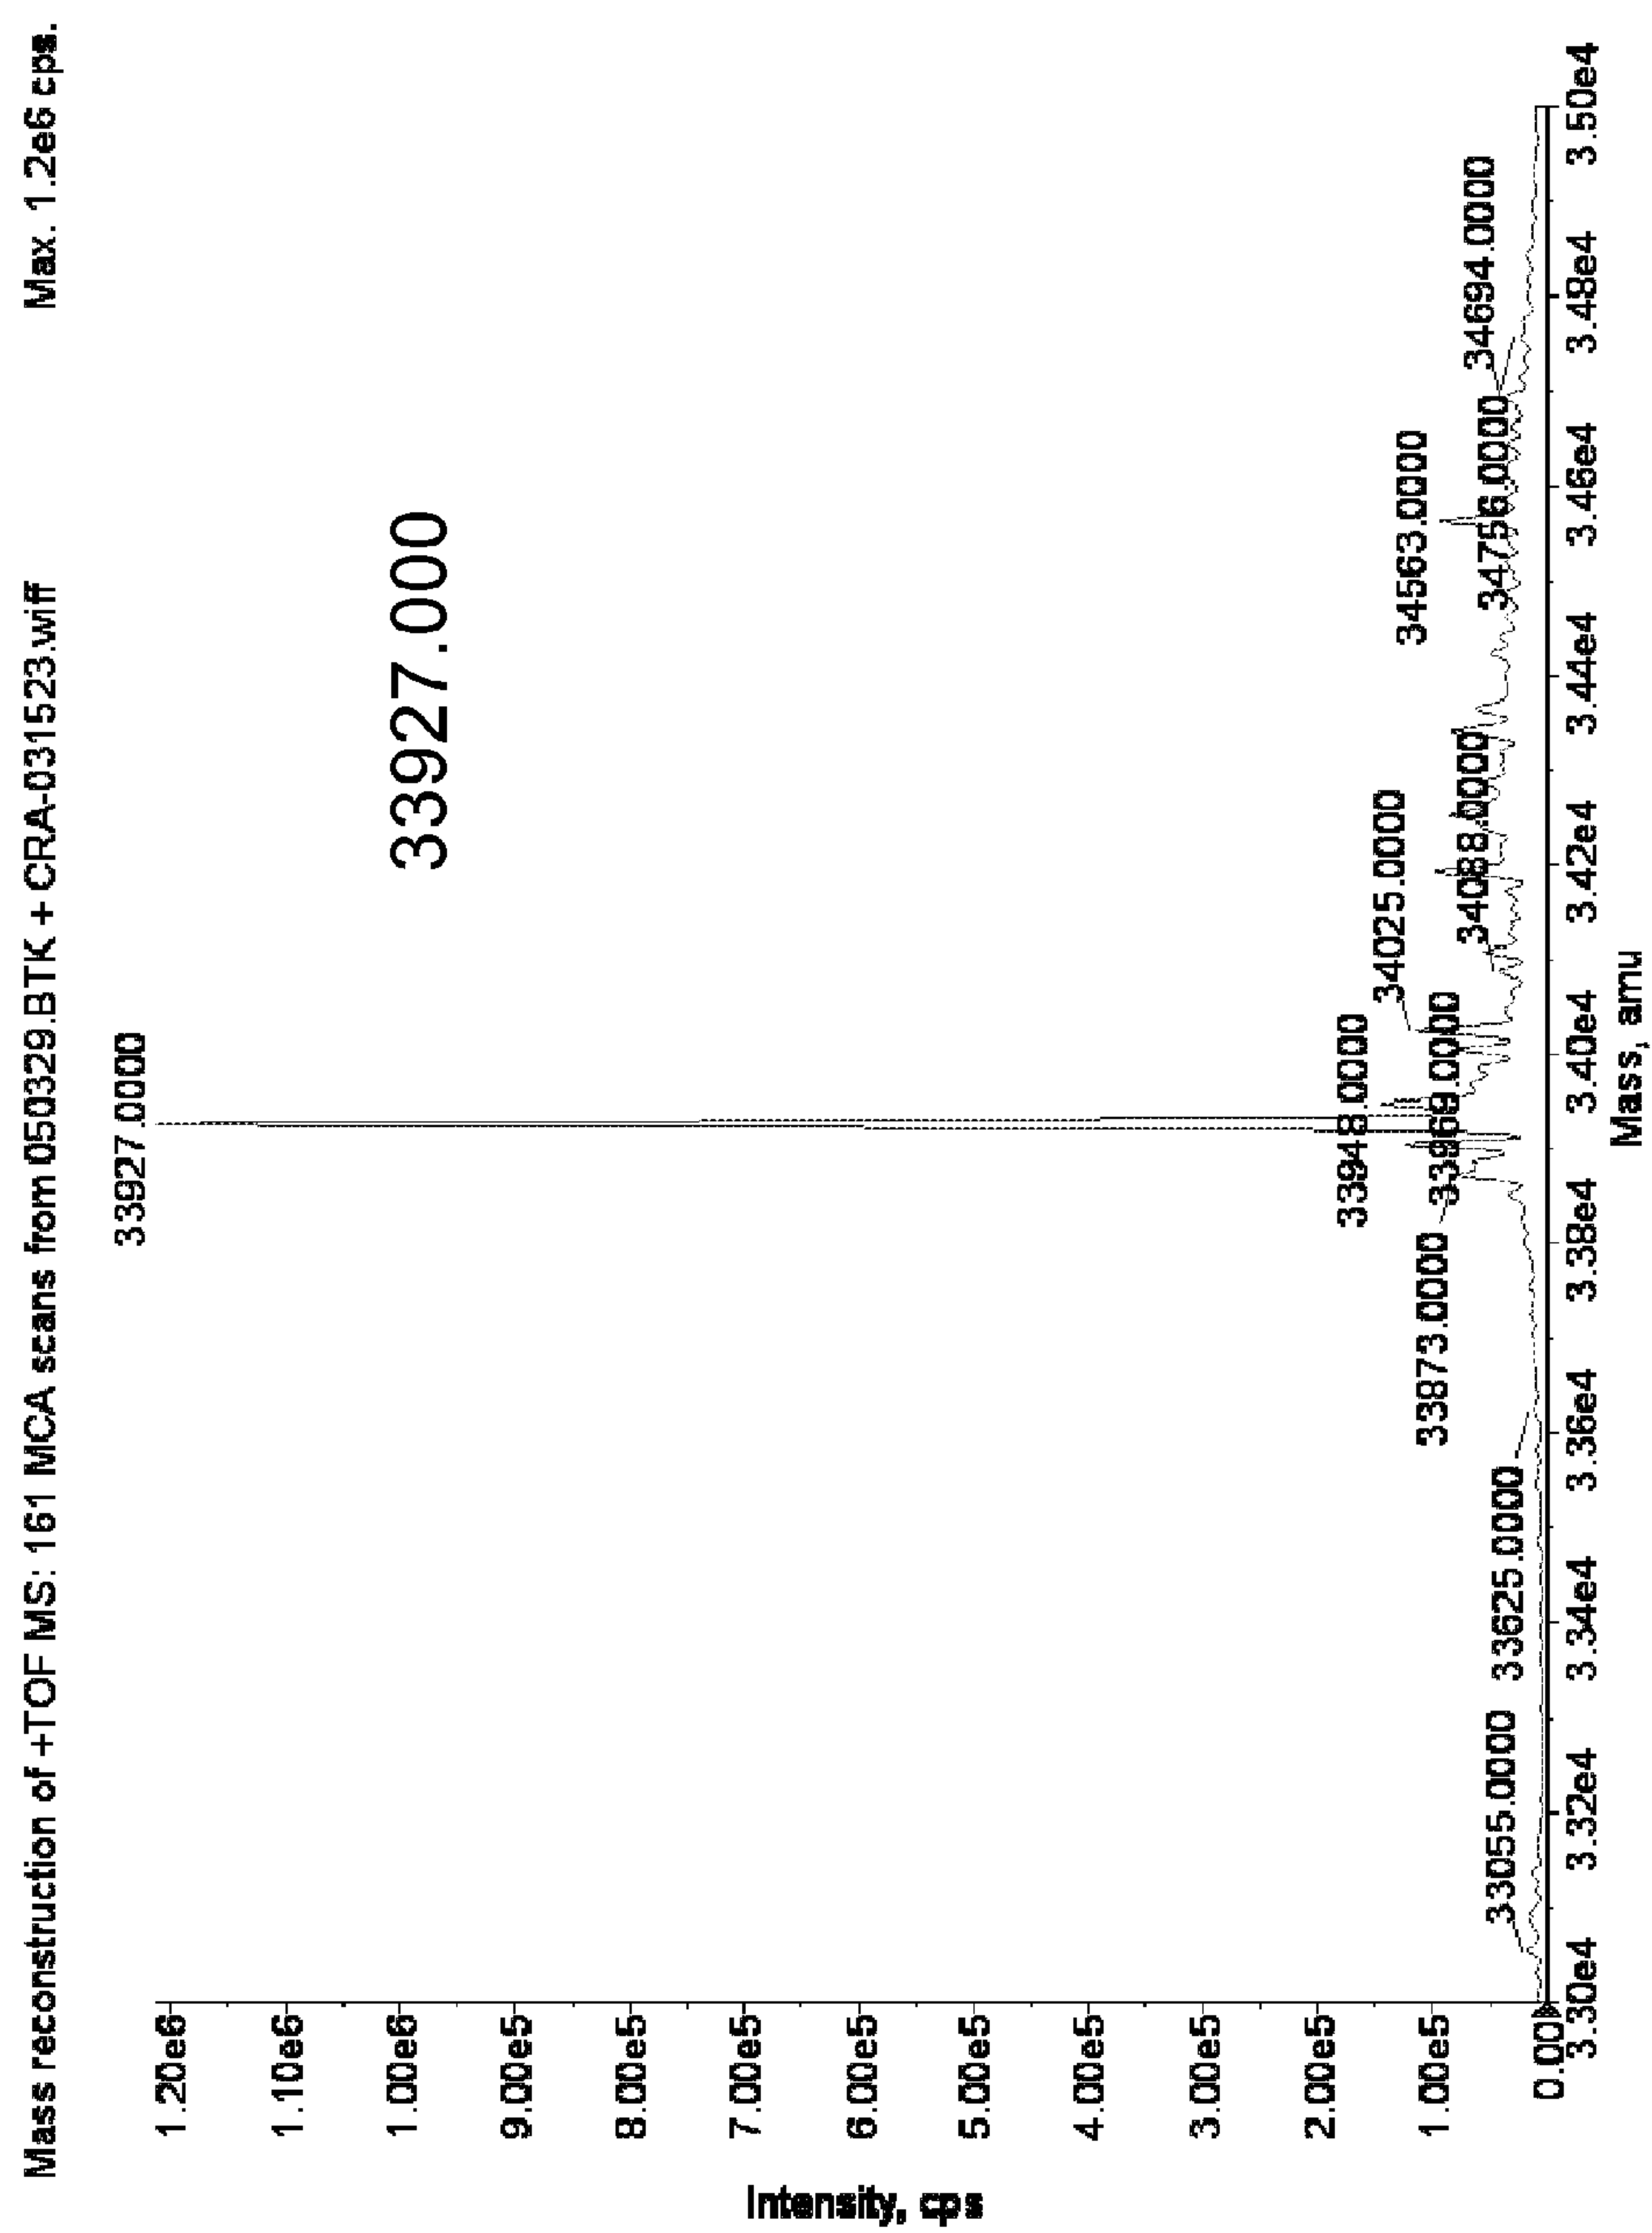 Mass reconstruction of +TOF MS: 161 MCA scans from 050329.BTK + CRA-031523.wiff
Max. 1.2e6 cps.
33927.0000
33927.000
1.20e6
1.10e6
1.00e6
9.00e5
8.00e5
7.00e5
6.00e5
5.00e5
4.00e5
3.00e5
2.00e5
1.00e5
0.00
Intensity, cps
33055.0000
33625.0000
33873.0000
33948.0000
33969.0000
34025.0000
34088.0000
34563.0000
34756.0000
34694.0000
3.30e4
3.32e4
3.34e4
3.36e4
3.38e4
3.40e4
3.42e4
3.44e4
3.46e4
3.48e4
3.50e4
Mass, amu